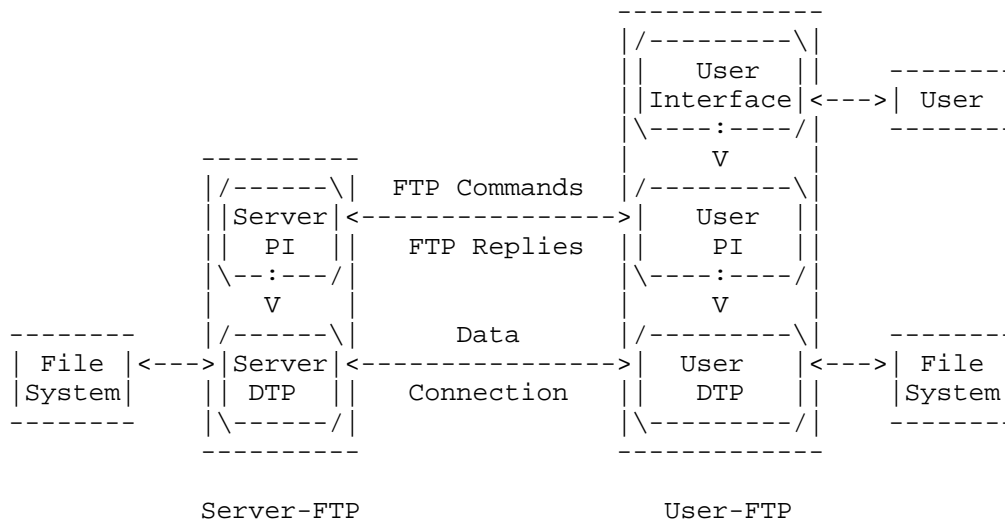 -------------
|/---------\|
||   User   ||    --------
||Interface|<--->| User |
|\----:----/|    --------
----------                |     V     |
|/------\|  FTP Commands  |/---------\|
||Server|<---------------->|   User   ||
||  PI  ||   FTP Replies  ||    PI   ||
|\--:---/|                |\----:----/|
|   V    |                |     V     |
--------    |/------\|      Data      |/---------\|    --------
| File |<--->|Server|<---------------->|  User   |<--->| File |
|System|    || DTP  ||   Connection   ||   DTP   ||    |System|
--------    |\------/|                |\---------/|    --------
----------                -------------
Server-FTP                   User-FTP